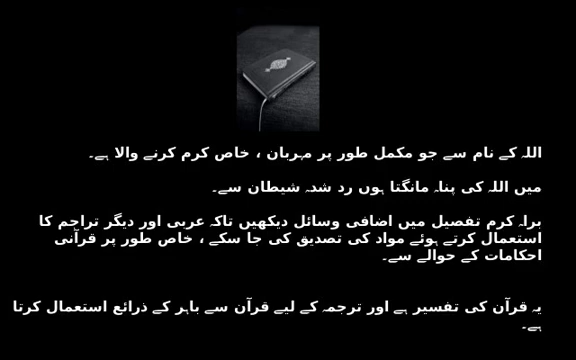 اللہ کے نام سے جو مکمل طور پر مہربان ، خاص کرم کرنے والا ہے۔
میں اللہ کی پناہ مانگتا ہوں رد شدہ شیطان سے۔
براہ کرم تفصیل میں اضافی وسائل دیکھیں تاکہ عربی اور دیگر تراجم کا
استعمال کرتے ہوئے مواد کی تصدیق کی جا سکے ، خاص طور پر قرآنی
احکامات کے حوالے سے۔
یہ قرآن کی تفسیر ہے اور ترجمہ کے لیے قرآن سے باہر کے ذرائع استعمال کرتا
ہے۔